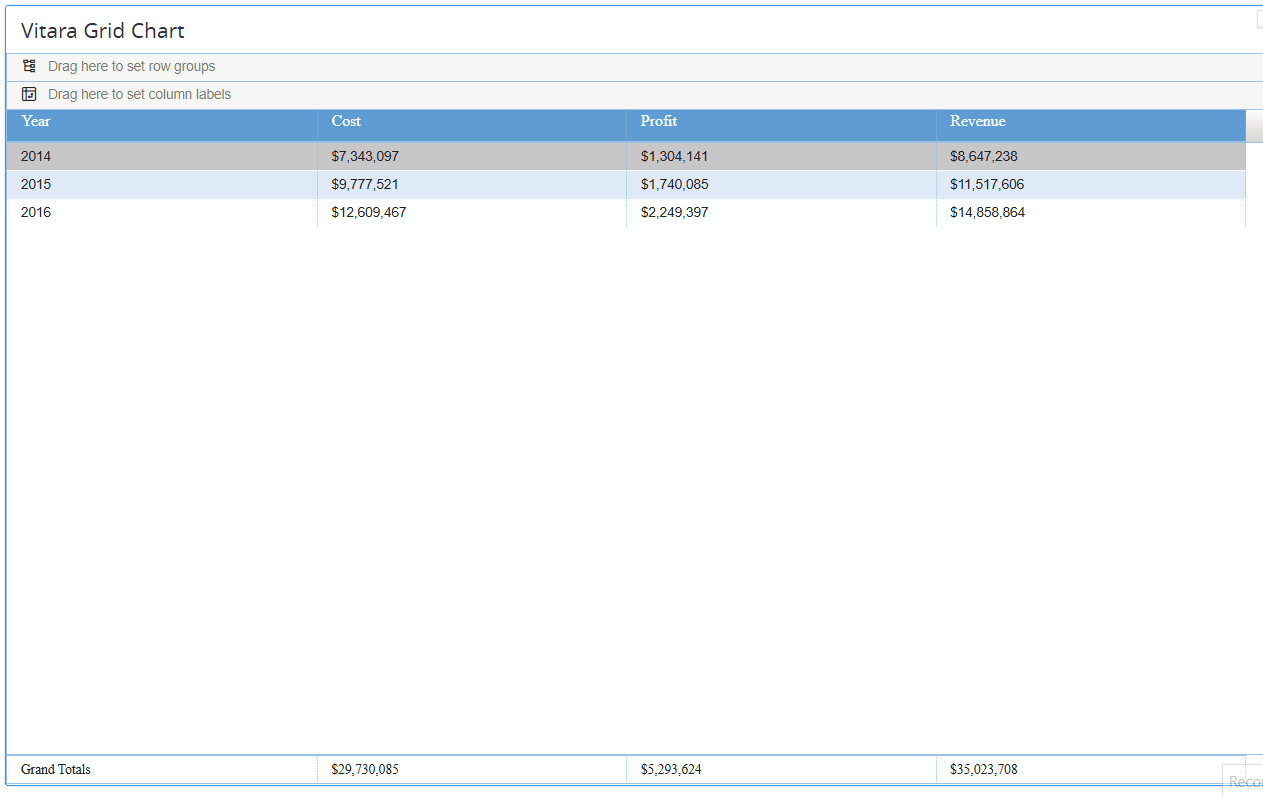 Vitara Grid Chart
Drag here to set row groups
Drag here to set column labels
Year Cost Profit Revenue
2014 $7,343,097 $1,304,141 $8,647,238
2015 $9,777,521 $1,740,085 $11,517,606
2016 $12,609,467 $2,249,397 $14,858,864
Grand Totals $29,730,085 $5,293,624 $35,023,708